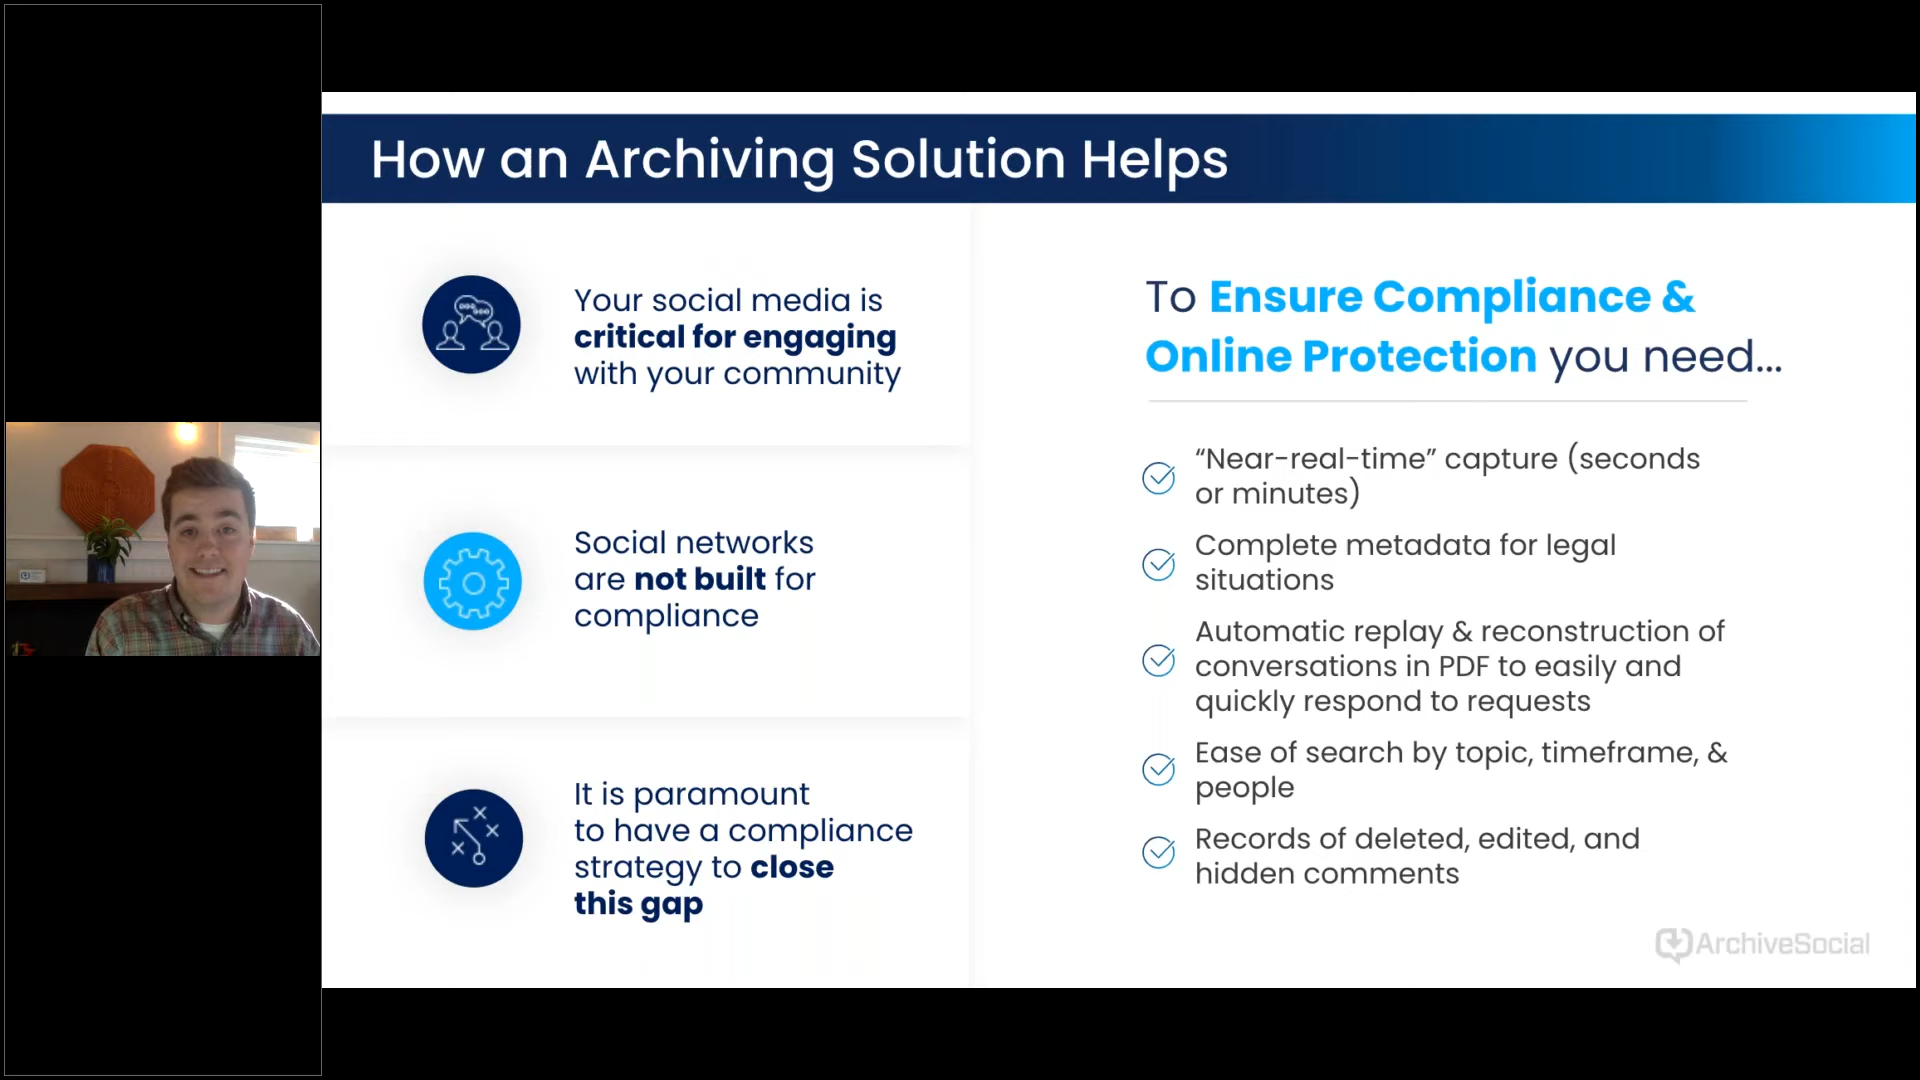 How an Archiving Solution Helps
Your social media is
critical for engaging
with your community
Social networks
are not built for
compliance
It is paramount
to have a compliance
strategy to close
this gap
To Ensure Compliance &
Online Protection you need...
“Near-real-time” capture (seconds
or minutes)
Complete metadata for legal
situations
Automatic replay & reconstruction of
conversations in PDF to easily and
quickly respond to requests
Ease of search by topic, timeframe, &
people
Records of deleted, edited, and
hidden comments
ArchiveSocial